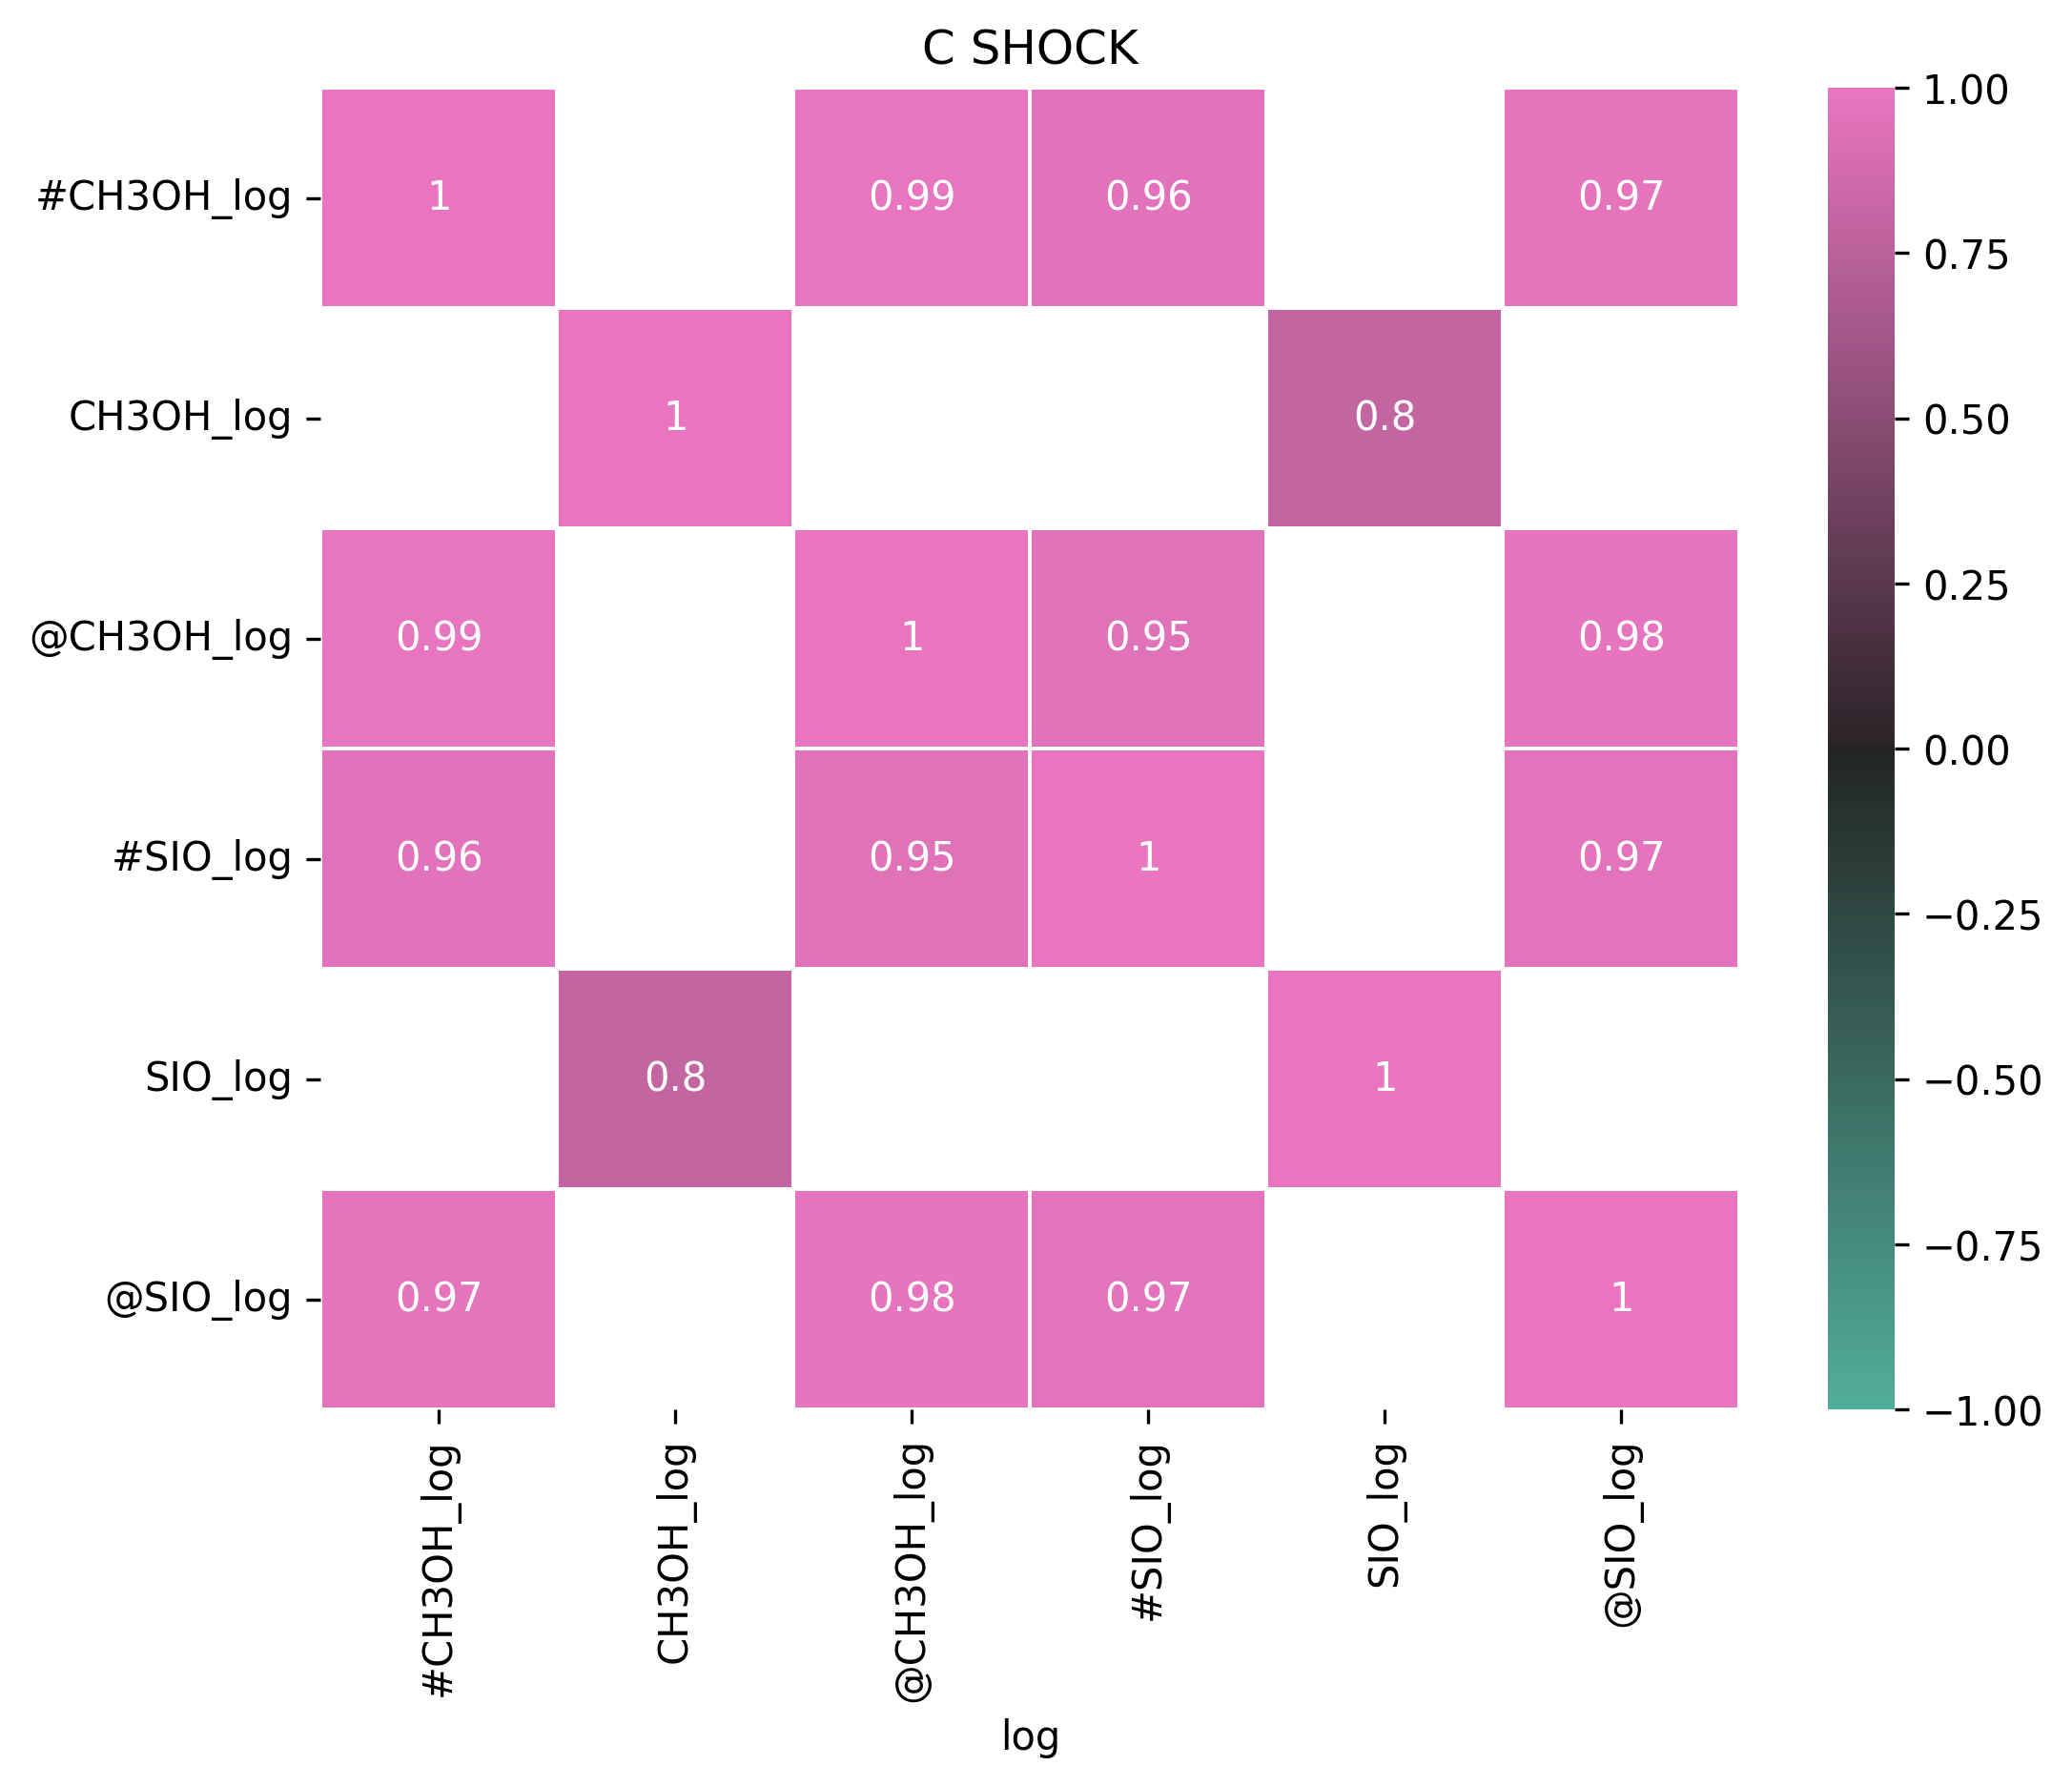 C SHOCK
#CH3OH_log 1 0.99 0.96 0.97
CH3OH_log 1 0.8
@CH3OH_log 0.99 1 0.95 0.98
#SIO_log 0.96 0.95 1 0.97
SIO_log 0.8 1
@SIO_log 0.97 0.98 0.97 1
#CH3OH_log
CH3OH_log
@CH3OH_log
#SIO_log
SIO_log
@SIO_log
log
1.00
0.75
0.50
0.25
0.00
−0.25
−0.50
−0.75
−1.00